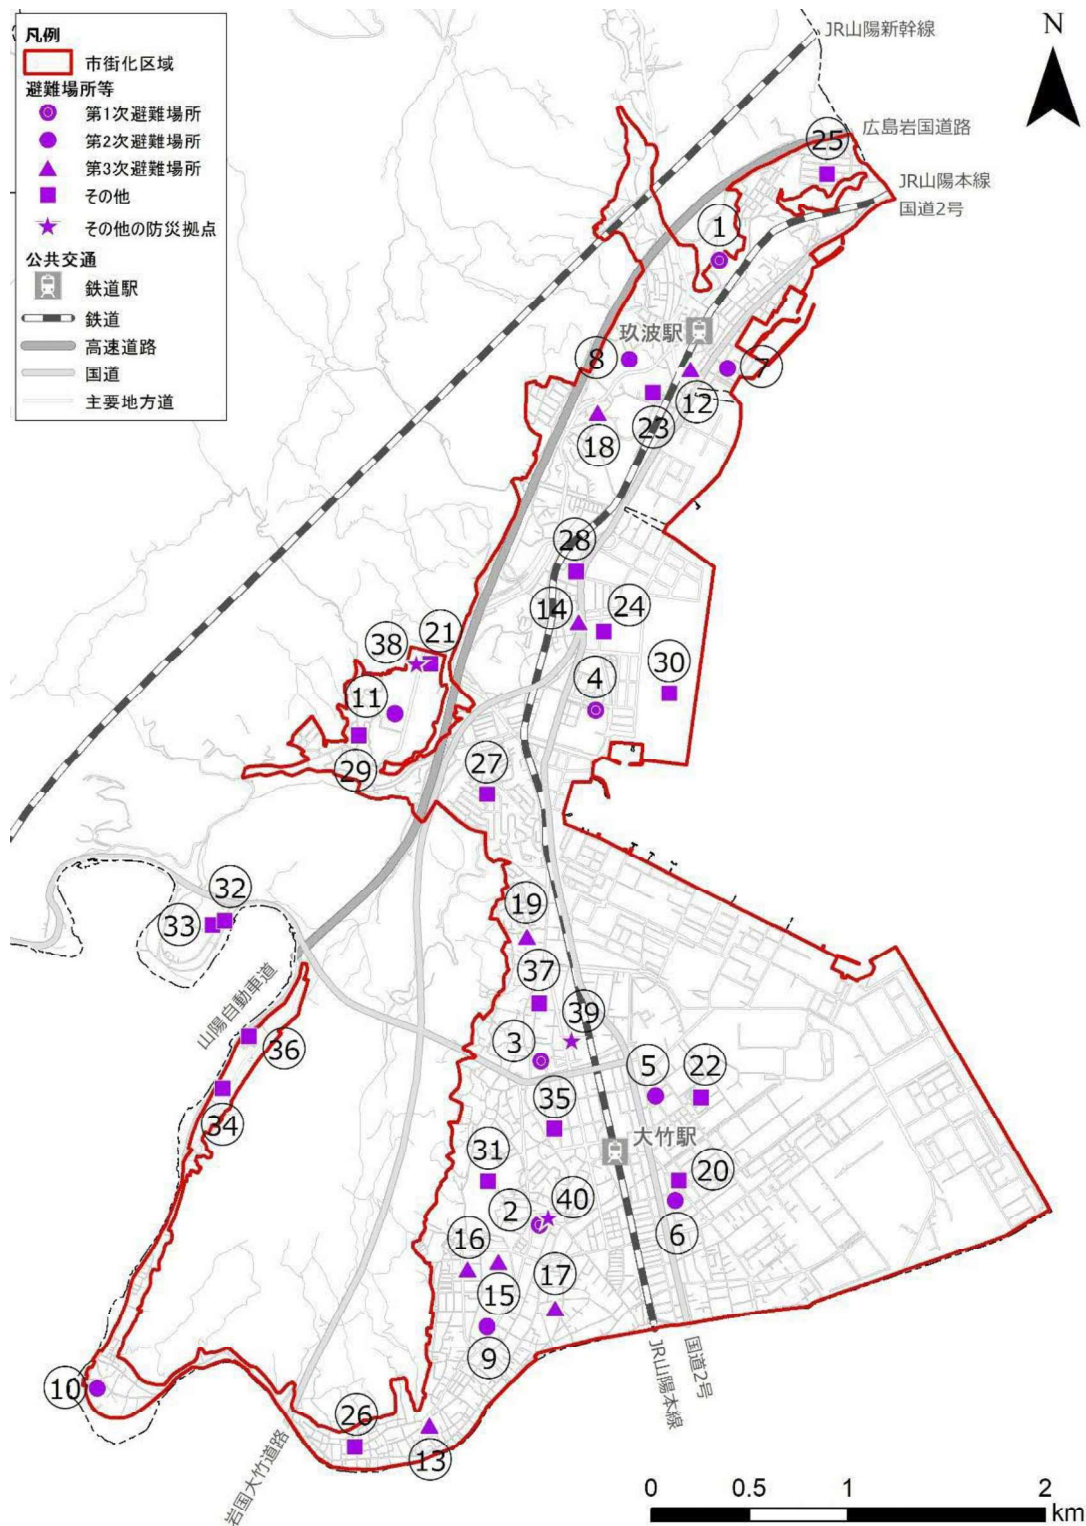 凡例
市街化区域
避難場所等
第1次避難場所
第2次避難場所
第3次避難場所
その他
その他の防災拠点
公共交通
鉄道駅
鉄道
高速道路
国道
主要地方道
N
JR山陽新幹線
広島岩国道路
25
JR山陽本線
国道2号
1
玖波駅
8
7
12
23
18
28
14
24
38
21
4
30
11
29
27
32
33
19
37
山陽自動車道
39
36
3
5
22
34
35
大竹駅
31
20
40
2
6
16
17
15
9
国道2号
JR山陽本線
10
26
13
岩国大竹道路
0
0.5
1
2
km